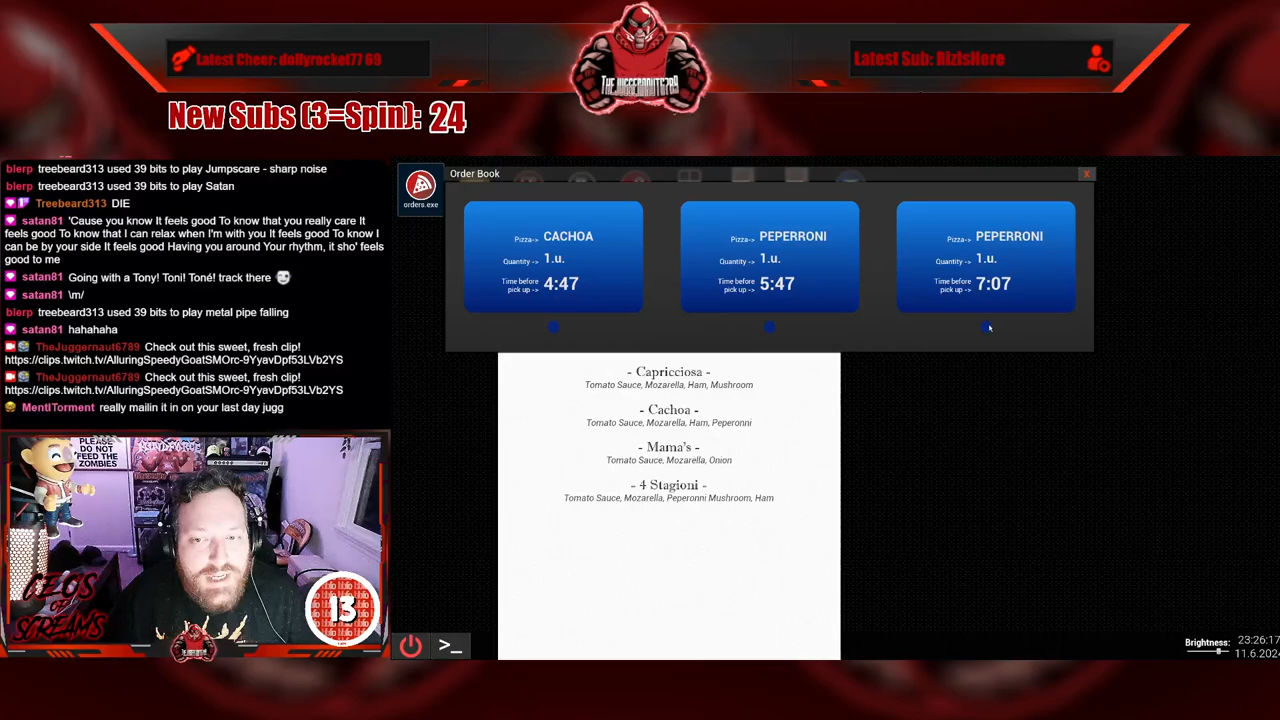 Latest Cheer: dollyrocket77 69
THEJUGGERNAUT6789
Latest Sub: RizIsHere
New Subs (3=Spin): 24
blerp treebeard313 used 39 bits to play Jumpscare - sharp noise
blerp treebeard313 used 39 bits to play Satan
Treebeard313 DIE
satan81 'Cause you know It feels good To know that you really care It
feels good To know that I can relax when I'm with you It feels good To know I
can be by your side It feels good Having you around Your rhythm, it sho' feels
good to me
satan81 Going with a Tony! Toni! Toné! track there
satan81 \m/
blerp treebeard313 used 39 bits to play metal pipe falling
satan81 hahahaha
TheJuggernaut6789 Check out this sweet, fresh clip!
https://clips.twitch.tv/AlluringSpeedyGoatSMOrc-9YyavDpf53LVb2YS
TheJuggernaut6789 Check out this sweet, fresh clip!
https://clips.twitch.tv/AlluringSpeedyGoatSMOrc-9YyavDpf53LVb2YS
MentlTorment really mailin it in on your last day jugg
orders.exe
Order Book
X
Pizza-> CACHOA
Quantity -> 1.u.
Time before
pick up -> 4:47
Pizza-> PEPERRONI
Quantity -> 1.u.
Time before
pick up -> 5:47
Pizza-> PEPERRONI
Quantity -> 1.u.
Time before
pick up -> 7:07
- Capricciosa -
Tomato Sauce, Mozarella, Ham, Mushroom
- Cachoa -
Tomato Sauce, Mozarella, Ham, Peperonni
- Mama's -
Tomato Sauce, Mozarella, Onion
- 4 Stagioni -
Tomato Sauce, Mozarella, Peperonni Mushroom, Ham
PLEASE
DO NOT
FEED THE
ZOMBIES
CEO'S
OF
SCREAMS
13
>_
Brightness:
23:26:17
11.6.2024